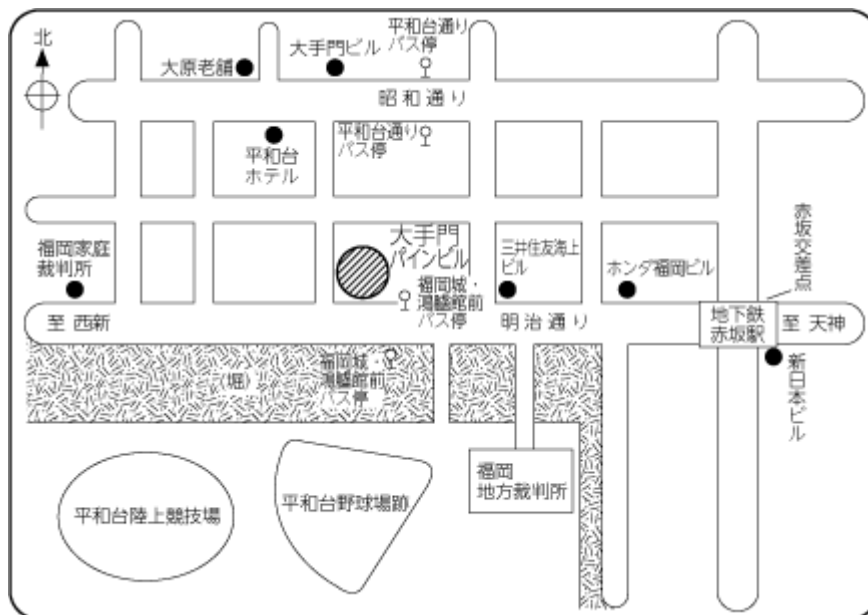 北
平和台通り
バス停
大手門ビル
大原老舗
昭和通り
平和台通り
バス停
平和台
ホテル
赤坂交差点
大手門
パインビル
福岡家庭
裁判所
三井住友海上
ビル
ホンダ福岡ビル
福岡城・
鴻臚館前
バス停
至 西新
明治通り
地下鉄
赤坂駅
至 天神
福岡城・
鴻臚館前
バス停
(堀)
新日本ビル
福岡
地方裁判所
平和台陸上競技場
平和台野球場跡